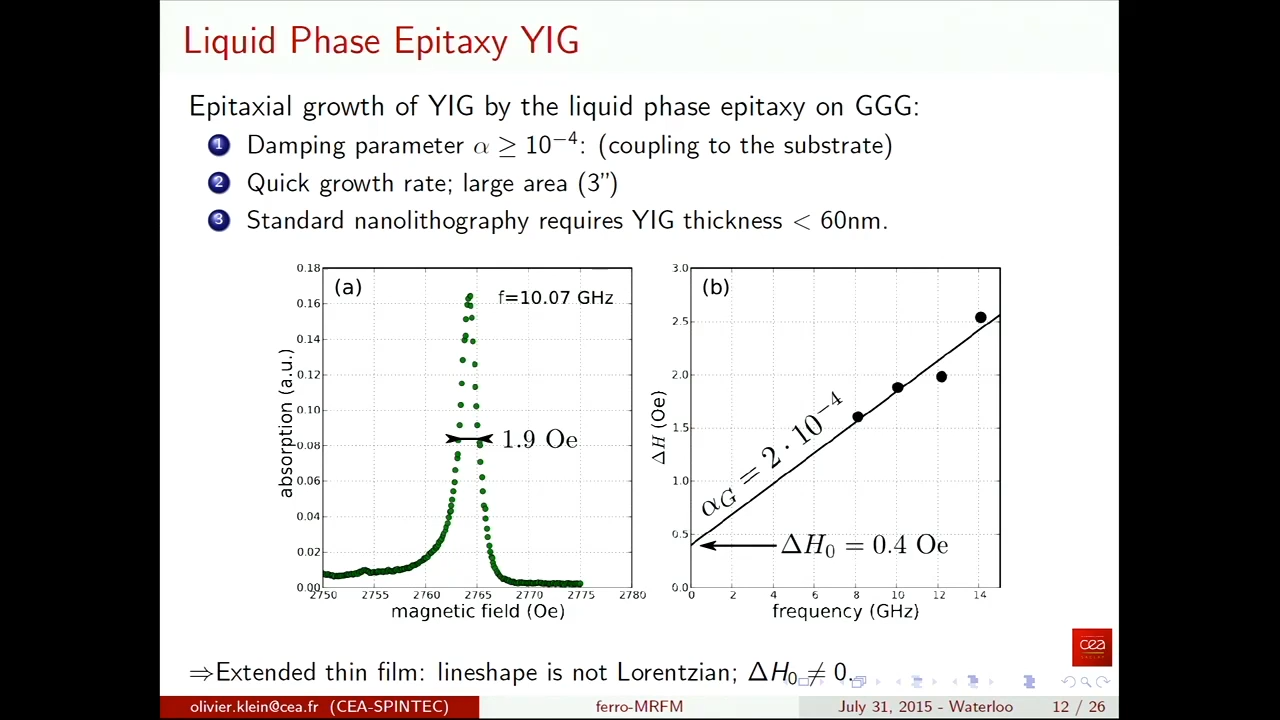 Liquid Phase Epitaxy YIG
Epitaxial growth of YIG by the liquid phase epitaxy on GGG:
1 Damping parameter α ≥ 10⁻⁴: (coupling to the substrate)
2 Quick growth rate; large area (3”)
3 Standard nanolithography requires YIG thickness < 60nm.
(a)
f=10.07 GHz
1.9 Oe
absorption (a.u.)
0.18
0.16
0.14
0.12
0.10
0.08
0.06
0.04
0.02
0.00
2750 2755 2760 2765 2770 2775 2780
magnetic field (Oe)
(b)
ΔH (Oe)
3.0
2.5
2.0
1.5
1.0
0.5
0.0
α_G = 2 · 10⁻⁴
ΔH₀ = 0.4 Oe
0 2 4 6 8 10 12 14
frequency (GHz)
cea
⇒Extended thin film: lineshape is not Lorentzian; ΔH₀ ≠ 0.
olivier.klein@cea.fr (CEA-SPINTEC) ferro-MRFM July 31, 2015 - Waterloo 12 / 26